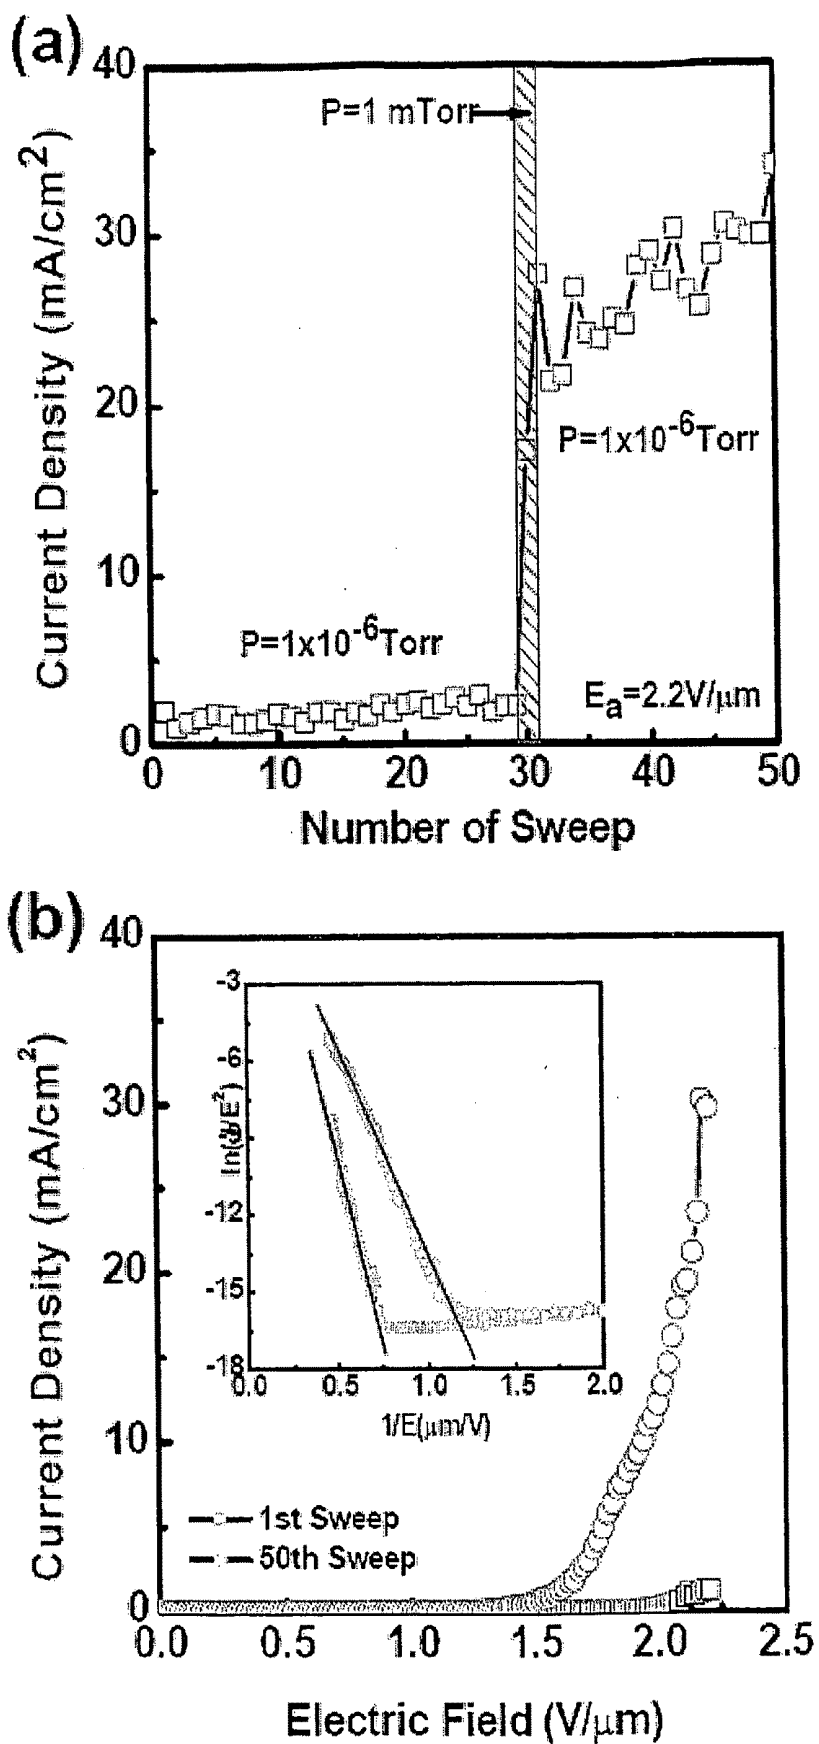 (a)
40
30
20
10
0
Current Density (mA/cm²)
P=1 mTorr
P=1x10⁻⁶Torr
P=1x10⁻⁶Torr
Eₐ=2.2V/μm
0 10 20 30 40 50
Number of Sweep
(b)
40
30
20
10
0
Current Density (mA/cm²)
-3
-6
-12
-15
-18
ln(J/E²)
0.0 0.5 1.0 1.5 2.0
1/E(μm/V)
1st Sweep
50th Sweep
0.0 0.5 1.0 1.5 2.0 2.5
Electric Field (V/μm)